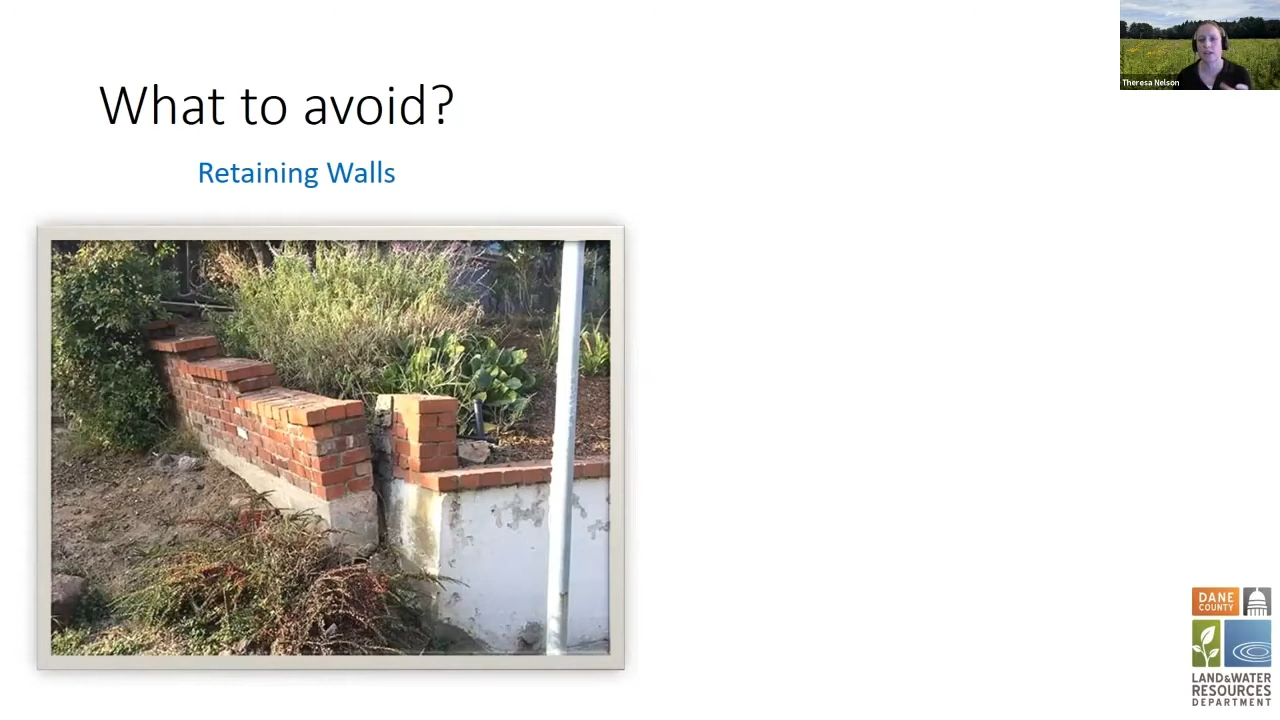 What to avoid?
Retaining Walls
Theresa Nelson
DANE
COUNTY
LAND & WATER
RESOURCES
DEPARTMENT